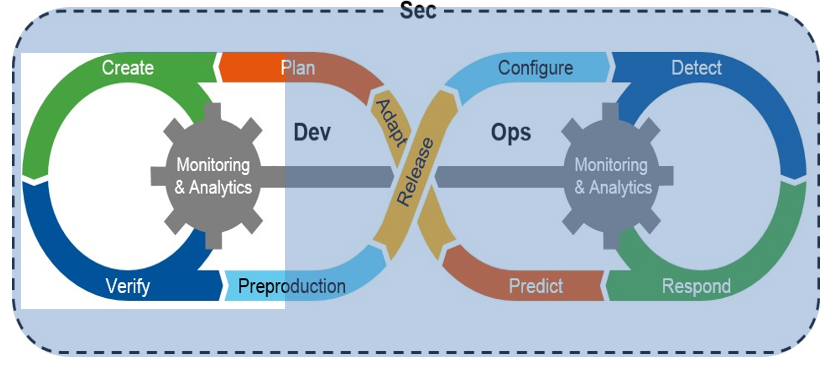 Sec
Create
Plan
Configure
Detect
Adapt
Dev
Ops
Release
Monitoring
& Analytics
Monitoring
& Analytics
Verify
Preproduction
Predict
Respond